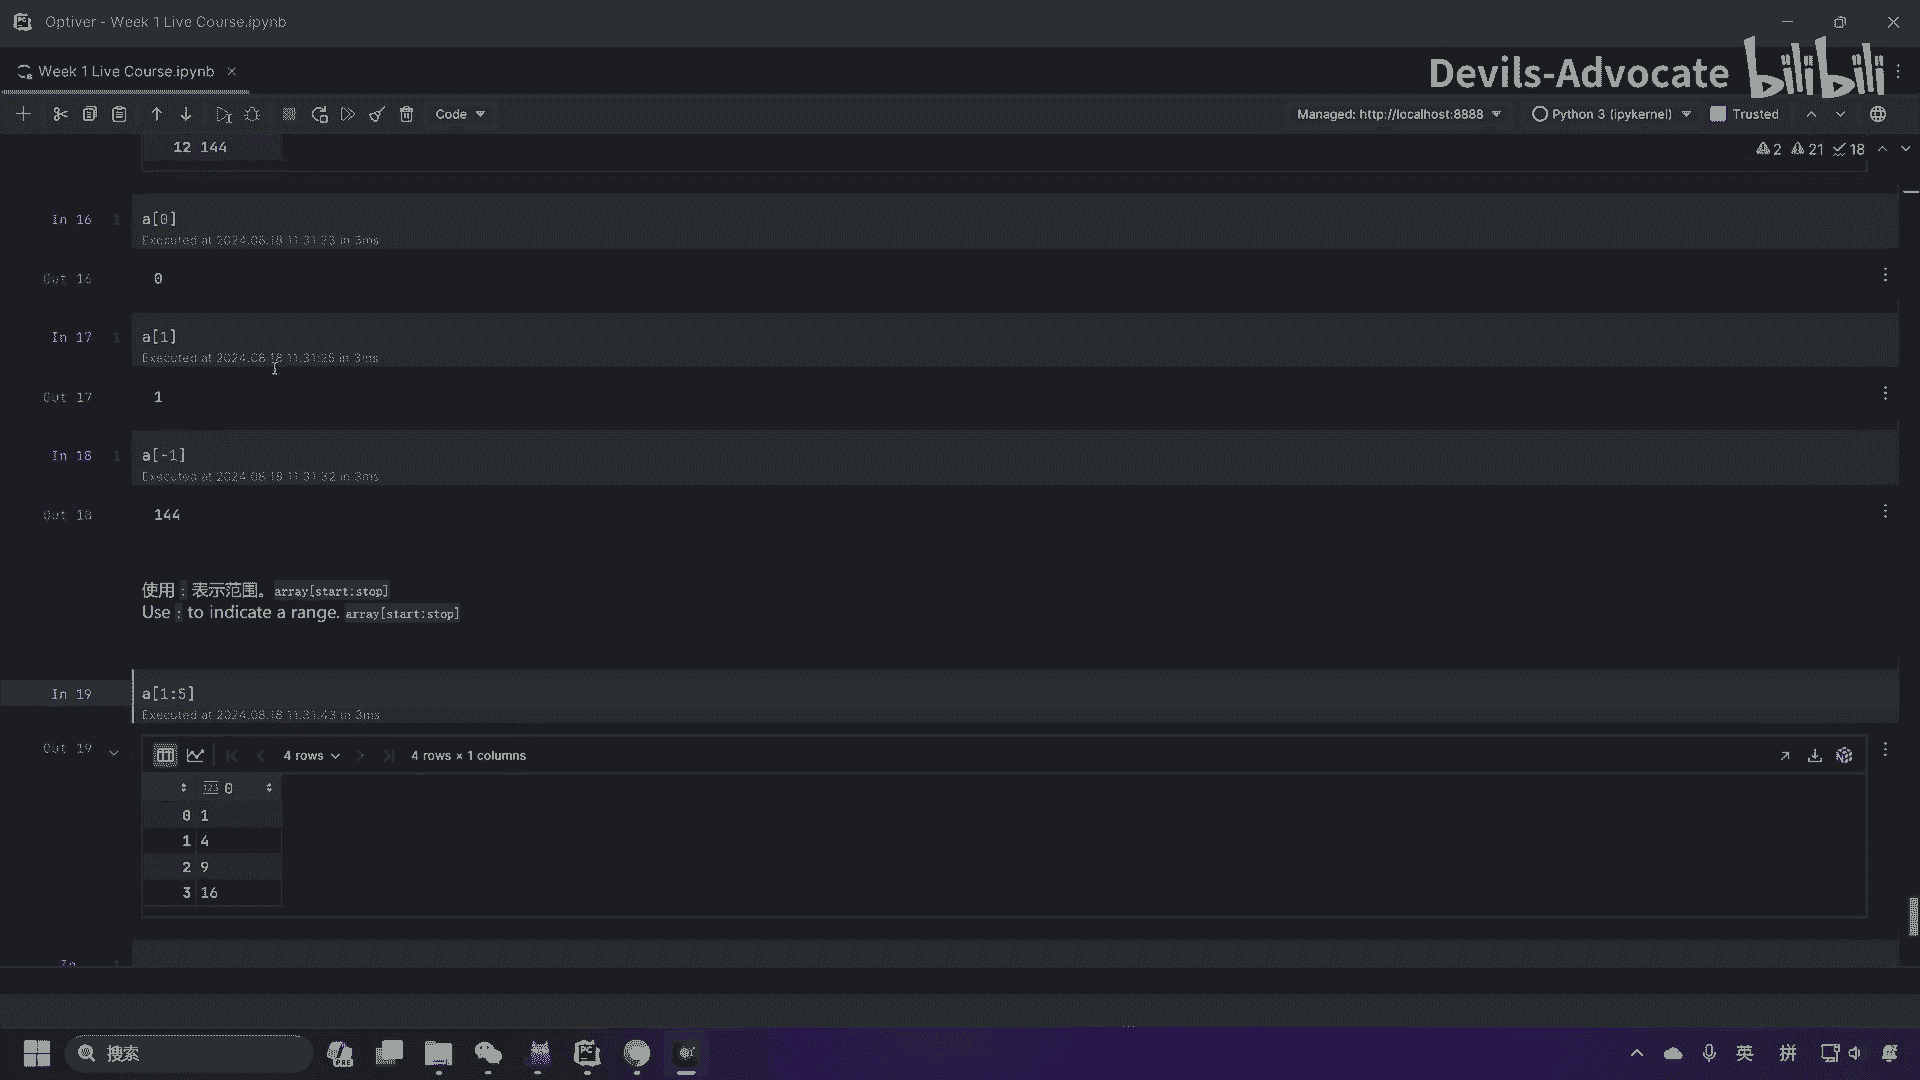 Optiver - Week 1 Live Course.ipynb
Week 1 Live Course.ipynb
Devils-Advocate bilibili
Code
Managed: http://localhost:8888
Python 3 (ipykernel)
Trusted
12 144
2 21 18
In 16 1 a[0]
Executed at 2024.08.18 11:31:23 in 3ms
Out 16 0
In 17 1 a[1]
Executed at 2024.08.18 11:31:25 in 3ms
Out 17 1
In 18 1 a[-1]
Executed at 2024.08.18 11:31:32 in 3ms
Out 18 144
使用 : 表示范围。 array[start:stop]
Use : to indicate a range. array[start:stop]
In 19 a[1:5]
Executed at 2024.08.18 11:31:43 in 3ms
Out 19 4 rows 4 rows × 1 columns
123 0
0 1
1 4
2 9
3 16
In 1
搜索
PRE
PC
英
拼